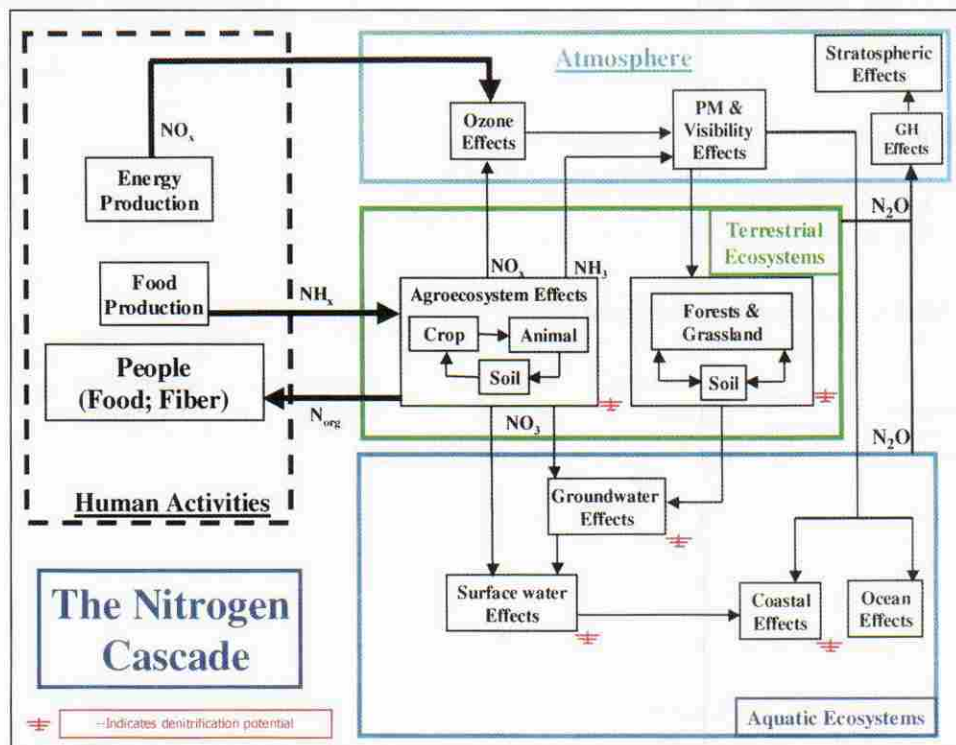 Atmosphere
Stratospheric
Effects
NOₓ
Ozone
Effects
PM &
Visibility
Effects
GH
Effects
Energy
Production
N₂O
Terrestrial
Ecosystems
Food
Production
NHₓ
NOₓ
NH₃
Agroecosystem Effects
Crop
Animal
Soil
Forests &
Grassland
Soil
People
(Food; Fiber)
Nₒᵣg
NO₃
N₂O
Human Activities
Groundwater
Effects
Surface water
Effects
Coastal
Effects
Ocean
Effects
The Nitrogen
Cascade
--Indicates denitrification potential
Aquatic Ecosystems